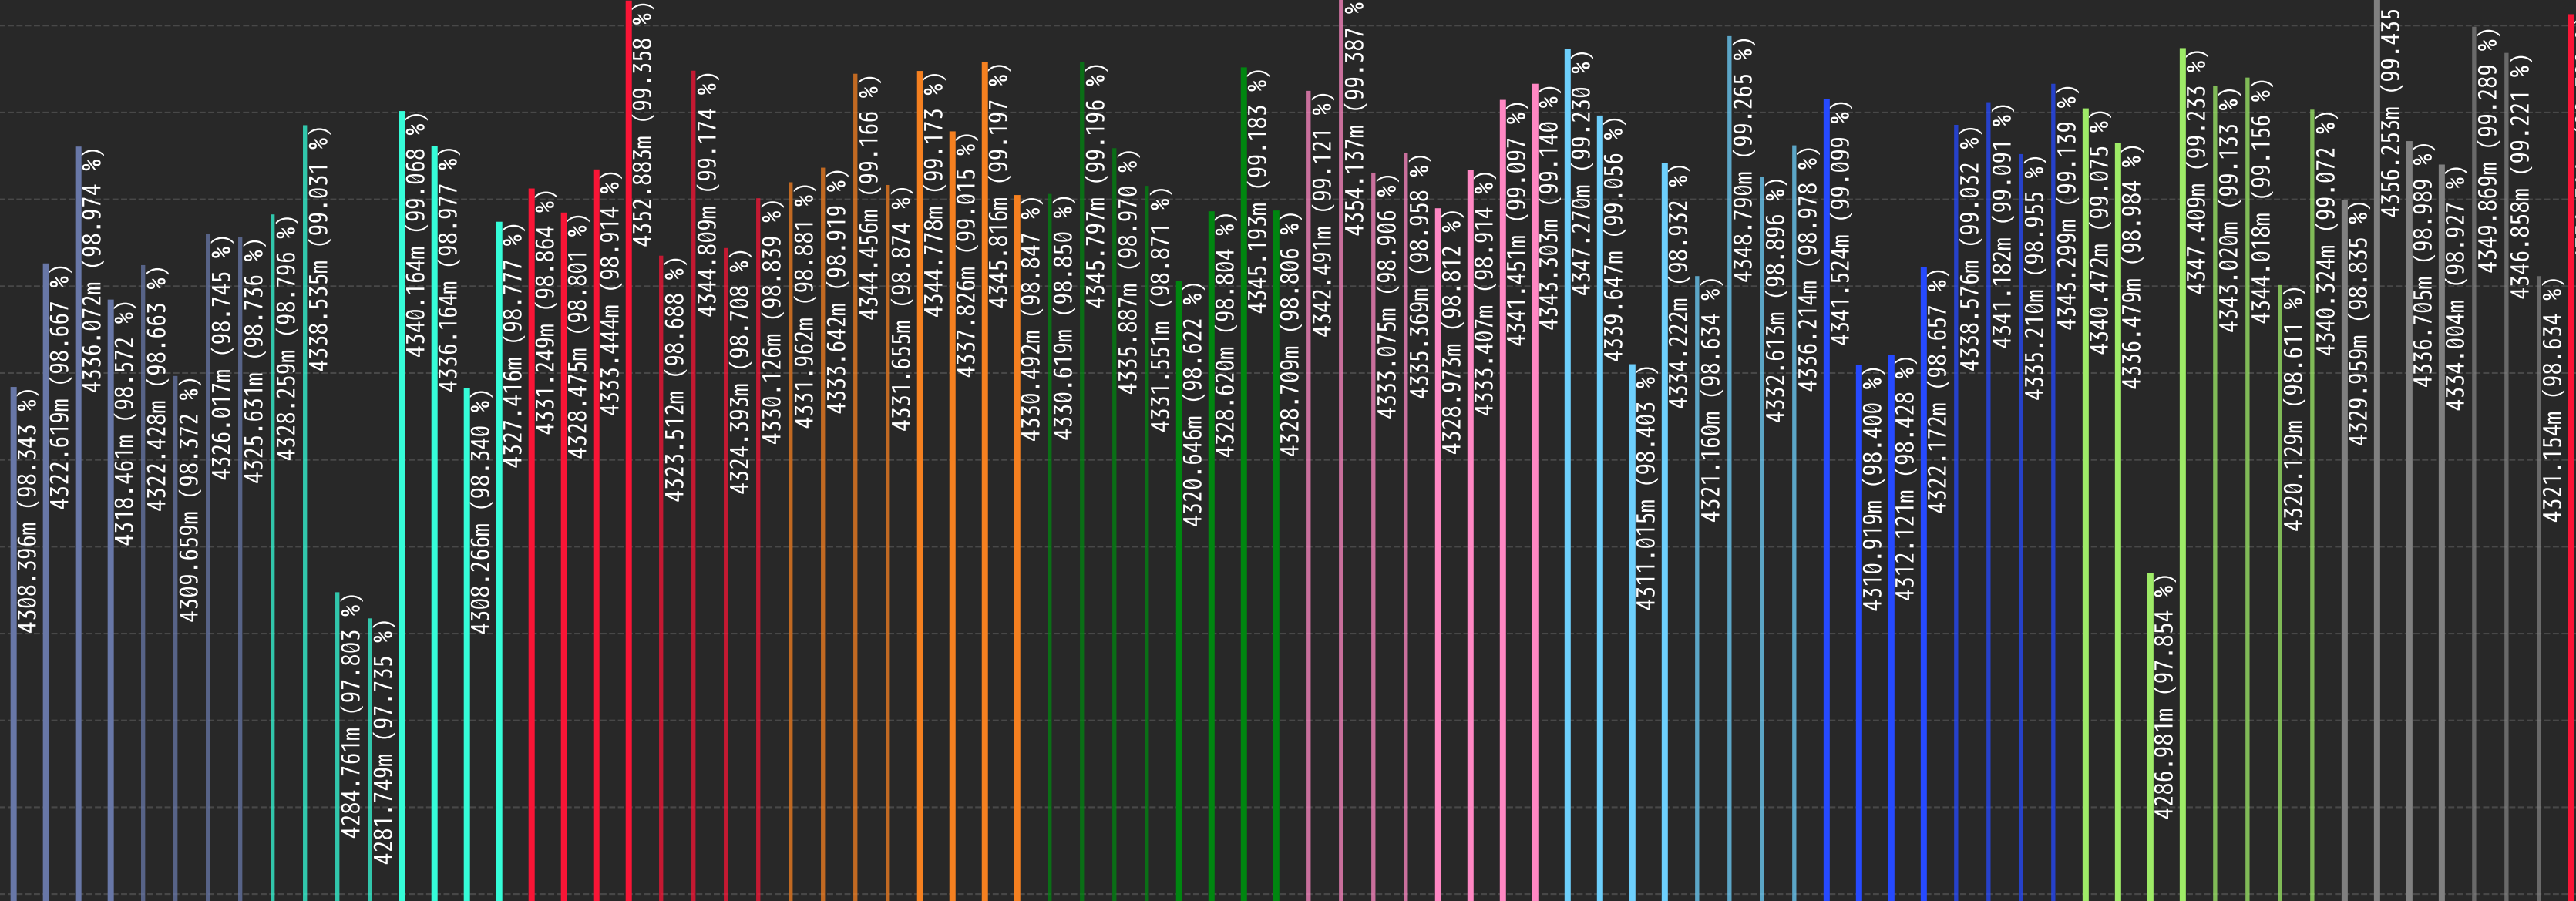 4308.396m (98.343 %)
4322.619m (98.667 %)
4336.072m (98.974 %)
4318.461m (98.572 %)
4322.428m (98.663 %)
4309.659m (98.372 %)
4326.017m (98.745 %)
4325.631m (98.736 %)
4328.259m (98.796 %)
4338.535m (99.031 %)
4284.761m (97.803 %)
4281.749m (97.735 %)
4340.164m (99.068 %)
4336.164m (98.977 %)
4308.266m (98.340 %)
4327.416m (98.777 %)
4331.249m (98.864 %)
4328.475m (98.801 %)
4333.444m (98.914 %)
4352.883m (99.358 %)
4323.512m (98.688 %)
4344.809m (99.174 %)
4324.393m (98.708 %)
4330.126m (98.839 %)
4331.962m (98.881 %)
4333.642m (98.919 %)
4344.456m (99.166 %)
4331.655m (98.874 %)
4344.778m (99.173 %)
4337.826m (99.015 %)
4345.816m (99.197 %)
4330.492m (98.847 %)
4330.619m (98.850 %)
4345.797m (99.196 %)
4335.887m (98.970 %)
4331.551m (98.871 %)
4320.646m (98.622 %)
4328.620m (98.804 %)
4345.193m (99.183 %)
4328.709m (98.806 %)
4342.491m (99.121 %)
4354.137m (99.387 %
4333.075m (98.906 %)
4335.369m (98.958 %)
4328.973m (98.812 %)
4333.407m (98.914 %)
4341.451m (99.097 %)
4343.303m (99.140 %)
4347.270m (99.230 %)
4339.647m (99.056 %)
4311.015m (98.403 %)
4334.222m (98.932 %)
4321.160m (98.634 %)
4348.790m (99.265 %)
4332.613m (98.896 %)
4336.214m (98.978 %)
4341.524m (99.099 %)
4310.919m (98.400 %)
4312.121m (98.428 %)
4322.172m (98.657 %)
4338.576m (99.032 %)
4341.182m (99.091 %)
4335.210m (98.955 %)
4343.299m (99.139 %)
4340.472m (99.075 %)
4336.479m (98.984 %)
4286.981m (97.854 %)
4347.409m (99.233 %)
4343.020m (99.133 %)
4344.018m (99.156 %)
4320.129m (98.611 %)
4340.324m (99.072 %)
4329.959m (98.835 %)
4356.253m (99.435
4336.705m (98.989 %)
4334.004m (98.927 %)
4349.869m (99.289 %)
4346.858m (99.221 %)
4321.154m (98.634 %)